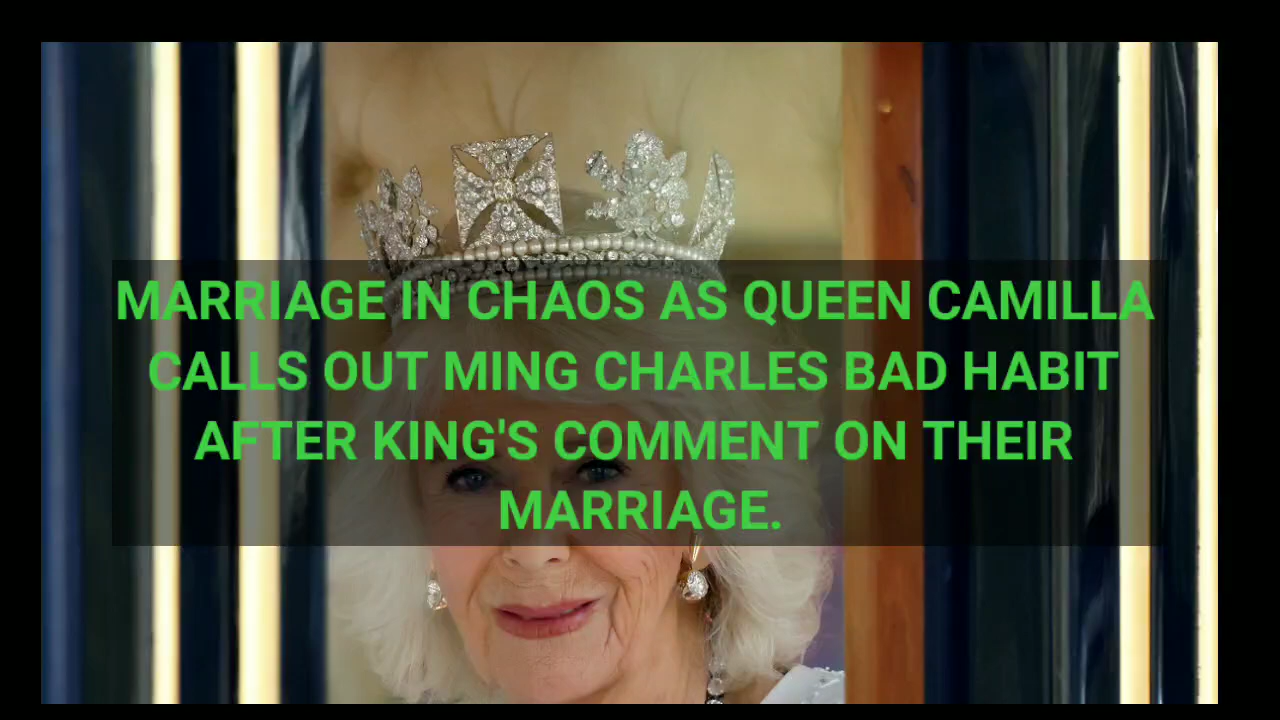 MARRIAGE IN CHAOS AS QUEEN CAMILLA
CALLS OUT MING CHARLES BAD HABIT
AFTER KING'S COMMENT ON THEIR
MARRIAGE.